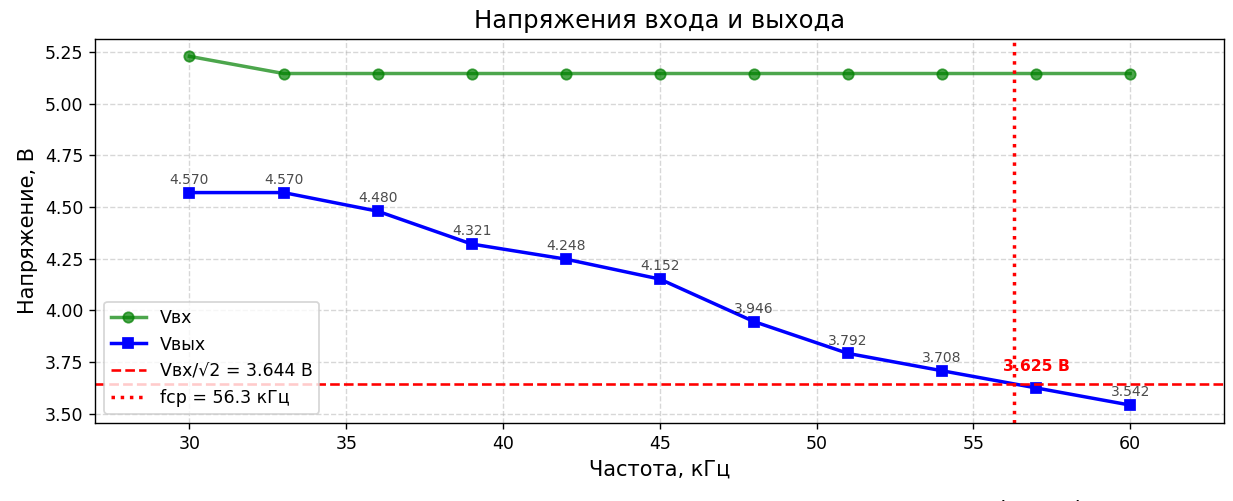 Напряжения входа и выхода
Напряжение, В
5.25
5.00
4.75
4.50
4.25
4.00
3.75
3.50
4.570
4.570
4.480
4.321
4.248
4.152
3.946
3.792
3.708
3.625 В
3.542
Vвх
Vвых
Vвх/√2 = 3.644 В
fср = 56.3 кГц
30 35 40 45 50 55 60
Частота, кГц